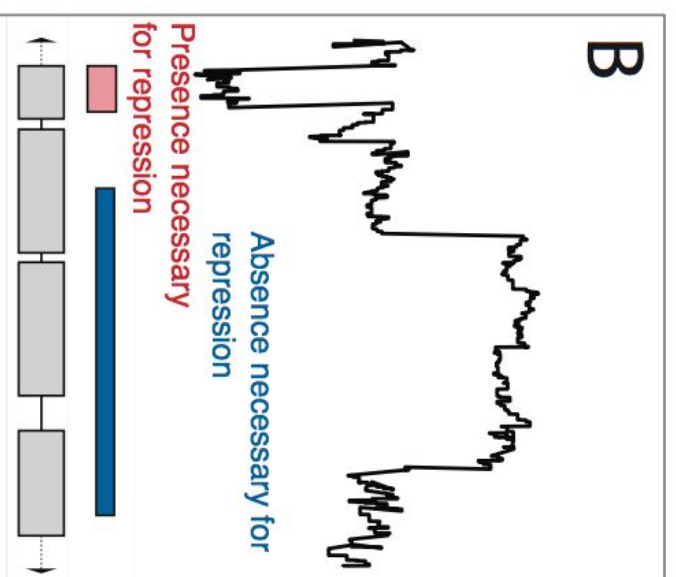 B
Absence necessary for
repression
Presence necessary
for repression